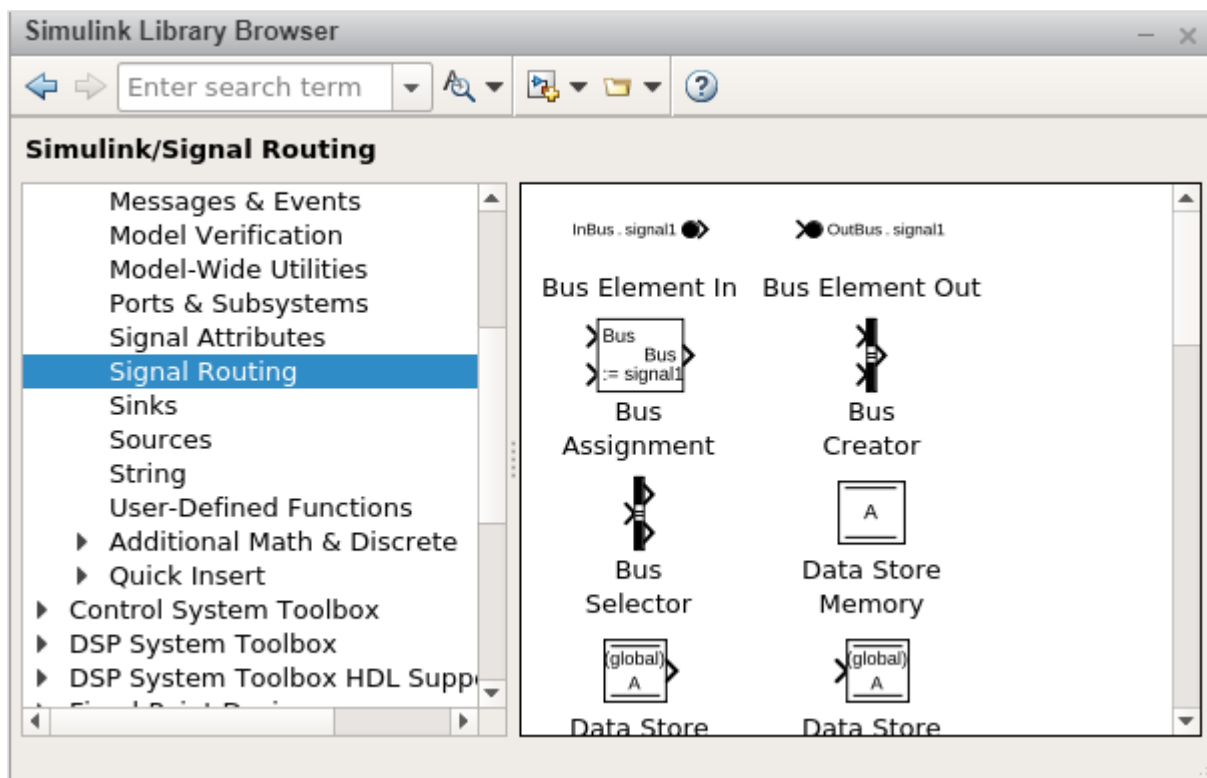 Simulink Library Browser
Enter search term
Simulink/Signal Routing
Messages & Events
Model Verification
Model-Wide Utilities
Ports & Subsystems
Signal Attributes
Signal Routing
Sinks
Sources
String
User-Defined Functions
Additional Math & Discrete
Quick Insert
Control System Toolbox
DSP System Toolbox
DSP System Toolbox HDL Supp
InBus . signal1
OutBus . signal1
Bus Element In
Bus Element Out
Bus
Bus
:= signal1
Bus
Assignment
Bus
Creator
Bus
Selector
A
Data Store
Memory
(global)
A
Data Store
(global)
A
Data Store